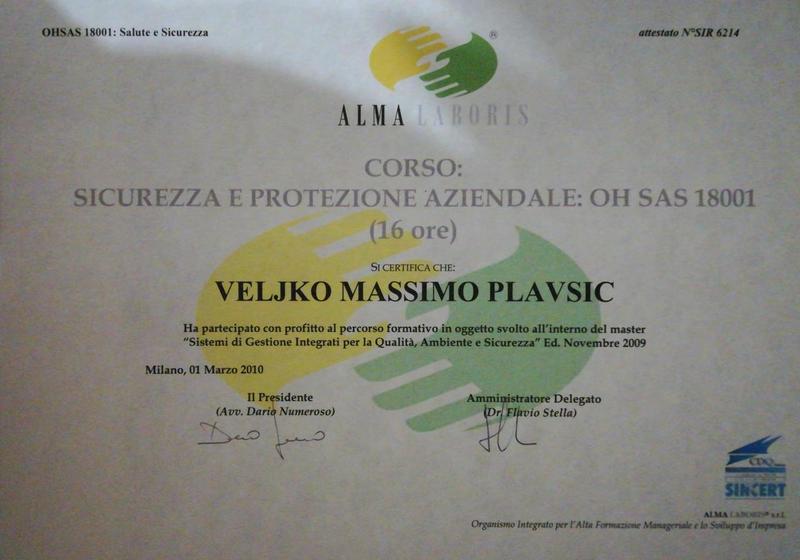 OHSAS 18001: Salute e Sicurezza
attestato N°SIR 6214
®
ALMA LABORIS
CORSO:
SICUREZZA E PROTEZIONE AZIENDALE: OH SAS 18001
(16 ore)
SI CERTIFICA CHE:
VELJKO MASSIMO PLAVSIC
Ha partecipato con profitto al percorso formativo in oggetto svolto all'interno del master
"Sistemi di Gestione Integrati per la Qualità, Ambiente e Sicurezza" Ed. Novembre 2009
Milano, 01 Marzo 2010
Il Presidente
(Avv. Dario Numeroso)
Amministratore Delegato
(Dr. Flavio Stella)
CDQ
SINCERT
ALMA LABORIS® s.r.l.
Organismo Integrato per l'Alta Formazione Manageriale e lo Sviluppo d'Impresa